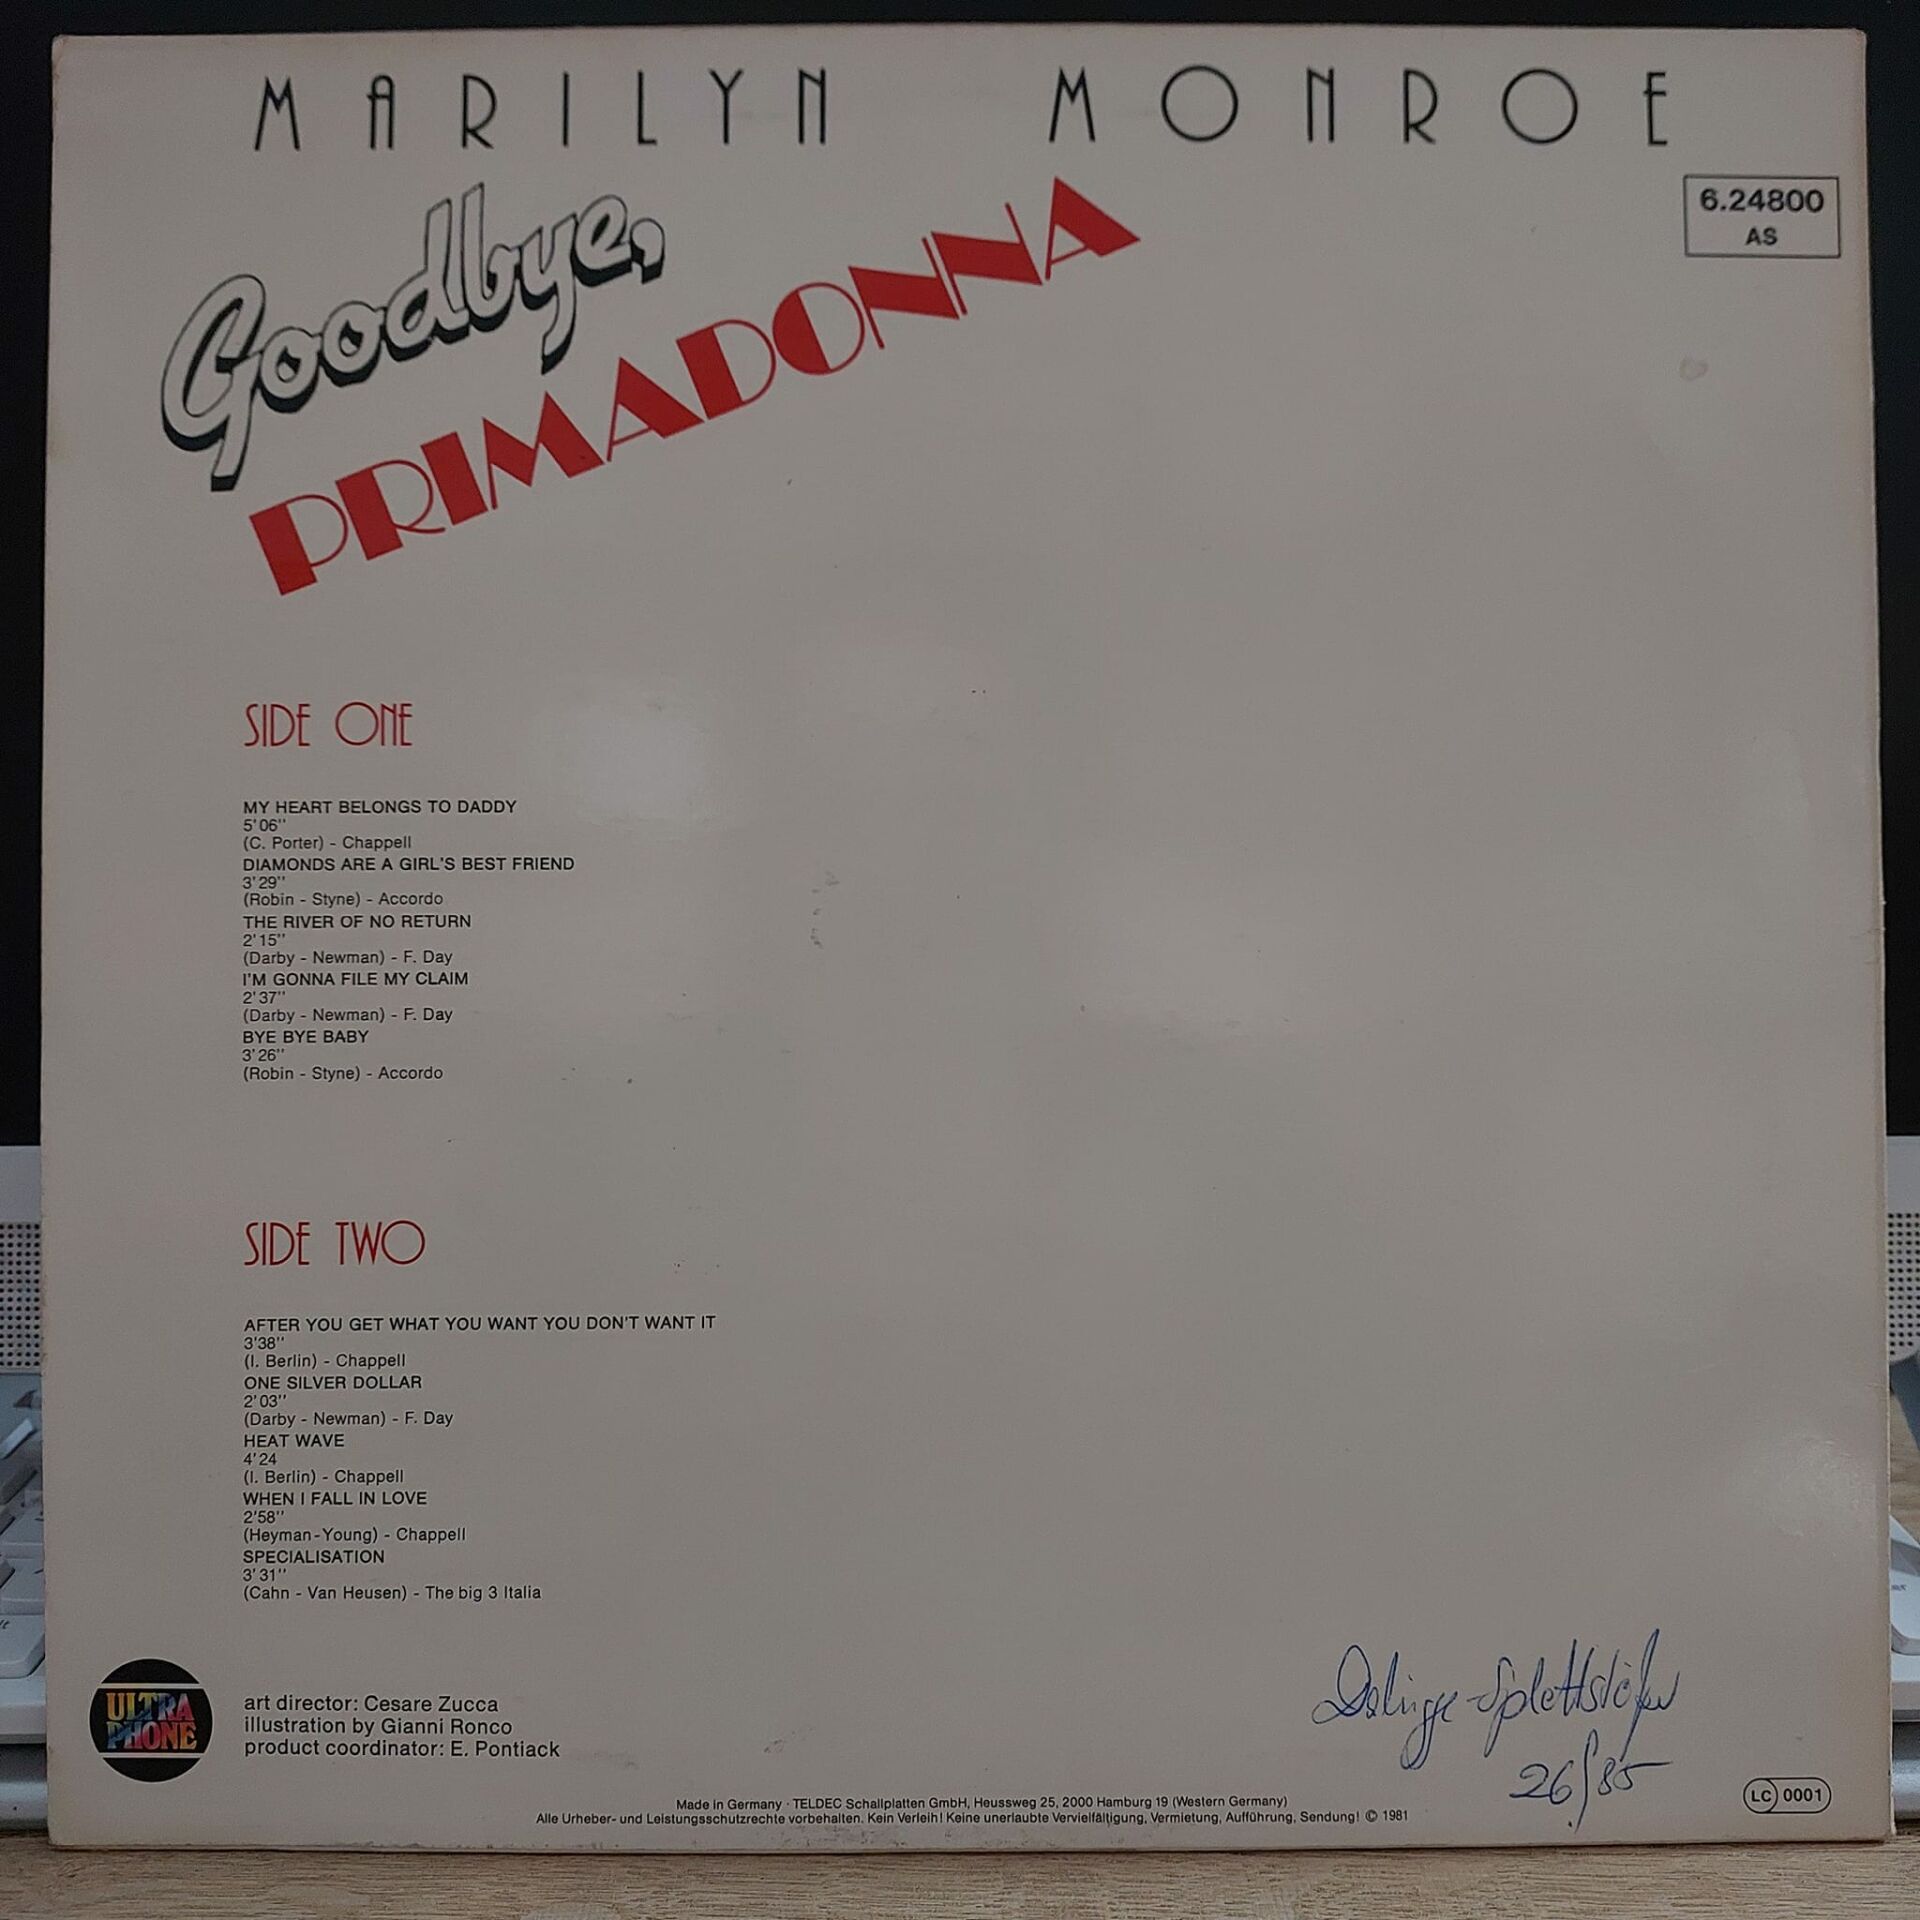 MARILYN MONROE
6.24800
AS
Goodbye,
PRIMADONNA
SIDE ONE
MY HEART BELONGS TO DADDY
5'06''
(C. Porter) - Chappell
DIAMONDS ARE A GIRL'S BEST FRIEND
3'29''
(Robin - Styne) - Accordo
THE RIVER OF NO RETURN
2'15''
(Darby - Newman) - F. Day
I'M GONNA FILE MY CLAIM
2'37''
(Darby - Newman) - F. Day
BYE BYE BABY
3'26''
(Robin - Styne) - Accordo
SIDE TWO
AFTER YOU GET WHAT YOU WANT YOU DON'T WANT IT
3'38''
(I. Berlin) - Chappell
ONE SILVER DOLLAR
2'03''
(Darby - Newman) - F. Day
HEAT WAVE
4'24
(I. Berlin) - Chappell
WHEN I FALL IN LOVE
2'58''
(Heyman-Young) - Chappell
SPECIALISATION
3'31''
(Cahn - Van Heusen) - The big 3 Italia
ULTRA
PHONE
art director: Cesare Zucca
illustration by Gianni Ronco
product coordinator: E. Pontiack
26/85
Made in Germany · TELDEC Schallplatten GmbH, Heussweg 25, 2000 Hamburg 19 (Western Germany)
Alle Urheber- und Leistungsschutzrechte vorbehalten. Kein Verleih! Keine unerlaubte Vervielfältigung, Vermietung, Aufführung, Sendung! © 1981
LC 0001